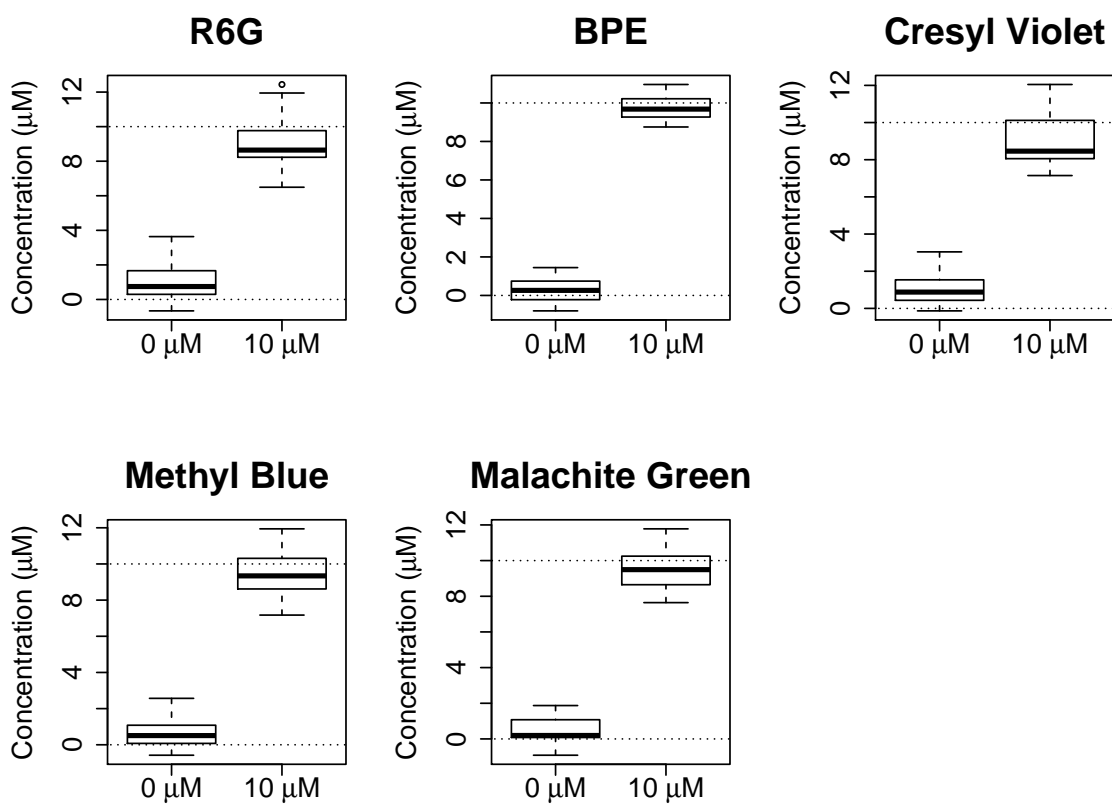 R6G
BPE
Cresyl Violet
Concentration (μM)
0
4
8
12
0 μM
10 μM
Concentration (μM)
0
2
4
6
8
0 μM
10 μM
Concentration (μM)
0
4
8
12
0 μM
10 μM
Methyl Blue
Malachite Green
Concentration (μM)
0
4
8
12
0 μM
10 μM
Concentration (μM)
0
4
8
12
0 μM
10 μM